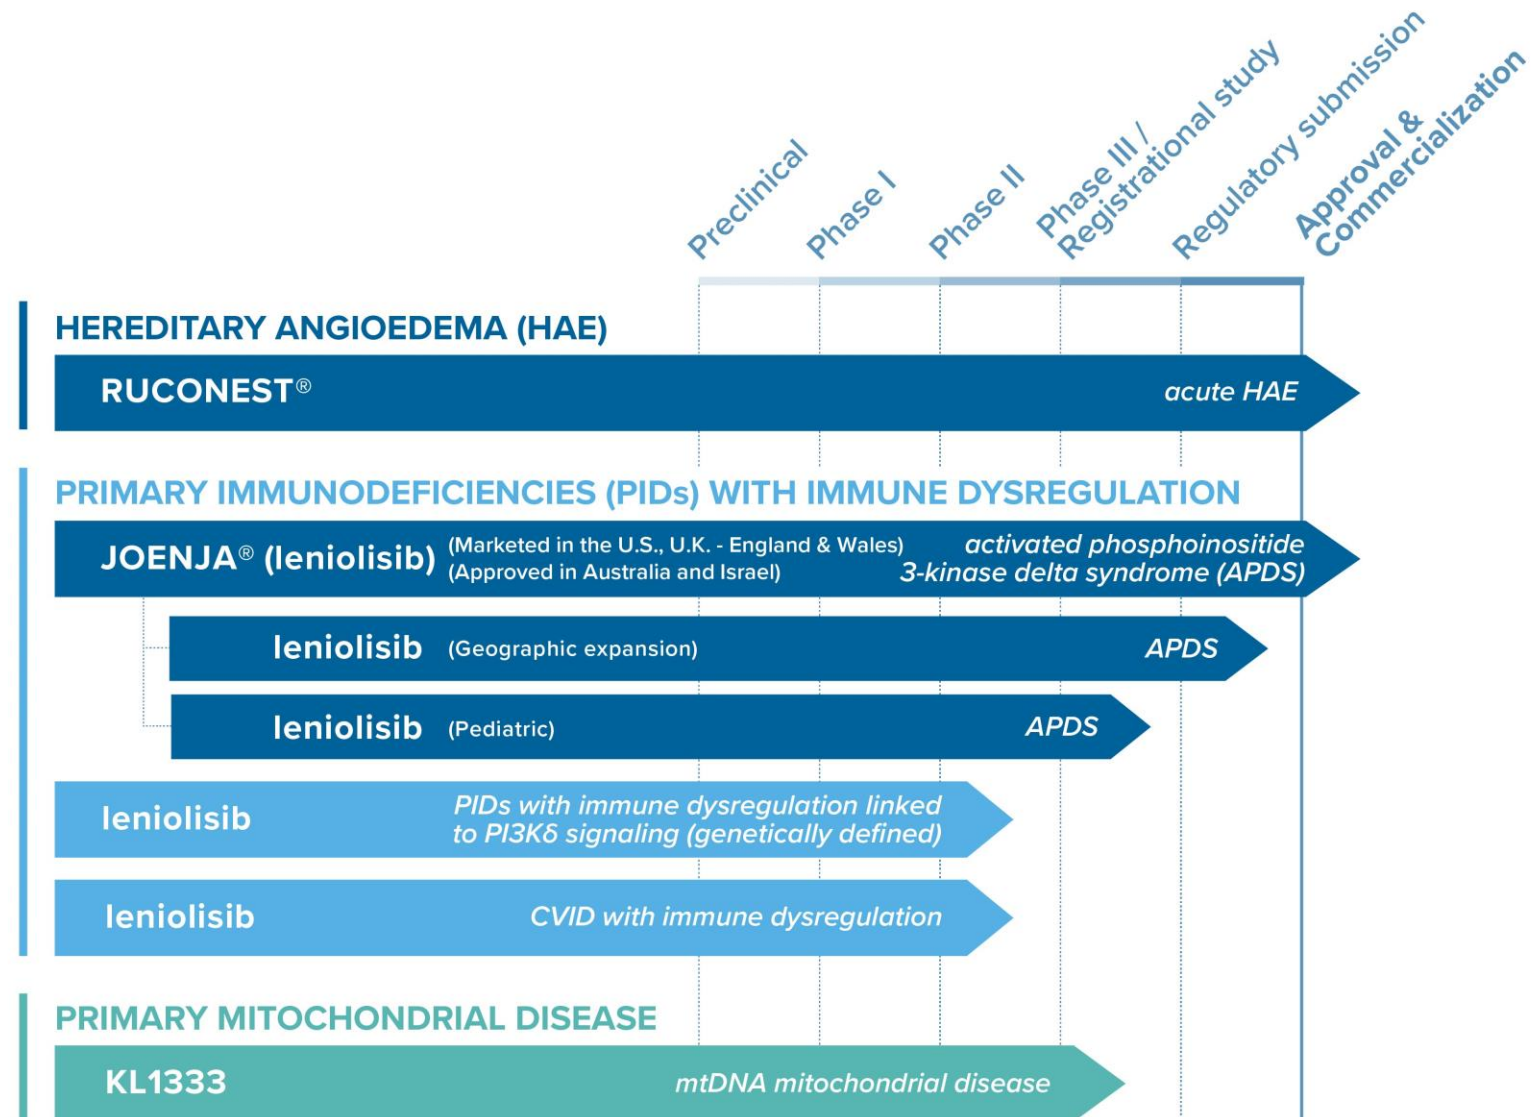 Preclinical
Phase I
Phase II
Phase III /
Registrational study
Regulatory submission
Approval &
Commercialization
HEREDITARY ANGIOEDEMA (HAE)
RUCONEST®
acute HAE
PRIMARY IMMUNODEFICIENCIES (PIDs) WITH IMMUNE DYSREGULATION
JOENJA® (leniolisib)
(Marketed in the U.S., U.K. - England & Wales)
(Approved in Australia and Israel)
activated phosphoinositide
3-kinase delta syndrome (APDS)
leniolisib (Geographic expansion)
APDS
leniolisib (Pediatric)
APDS
leniolisib
PIDs with immune dysregulation linked
to PI3Kδ signaling (genetically defined)
leniolisib
CVID with immune dysregulation
PRIMARY MITOCHONDRIAL DISEASE
KL1333
mtDNA mitochondrial disease